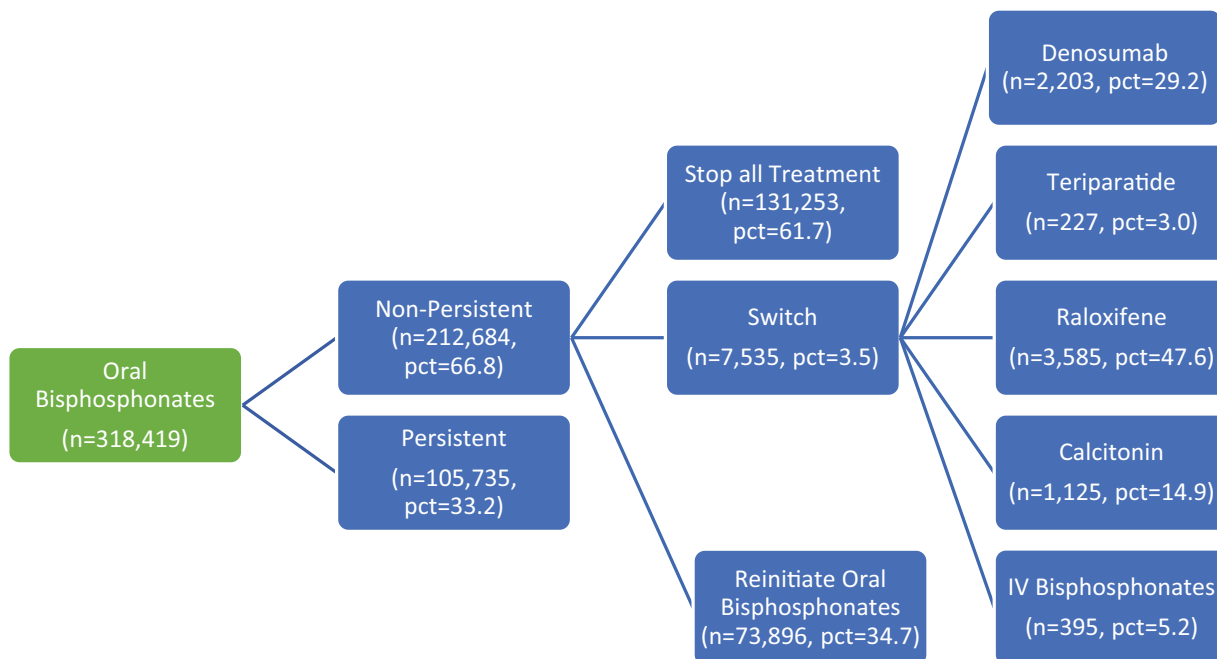 Oral
Bisphosphonates
(n=318,419)
Non-Persistent
(n=212,684,
pct=66.8)
Persistent
(n=105,735,
pct=33.2)
Stop all Treatment
(n=131,253,
pct=61.7)
Switch
(n=7,535, pct=3.5)
Reinitiate Oral
Bisphosphonates
(n=73,896, pct=34.7)
Denosumab
(n=2,203, pct=29.2)
Teriparatide
(n=227, pct=3.0)
Raloxifene
(n=3,585, pct=47.6)
Calcitonin
(n=1,125, pct=14.9)
IV Bisphosphonates
(n=395, pct=5.2)